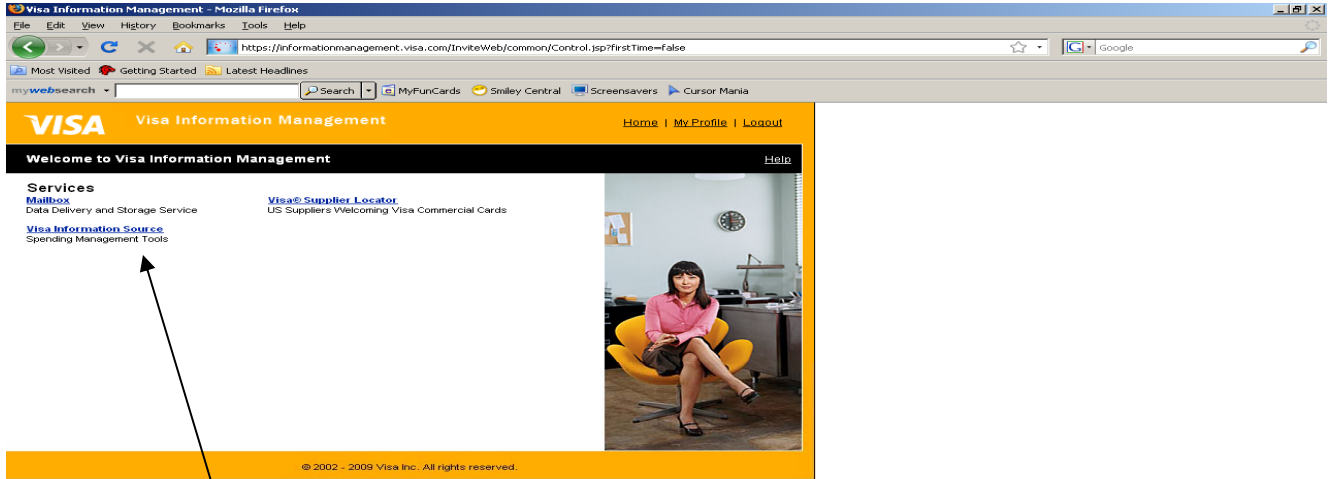 Visa Information Management - Mozilla Firefox
File Edit View History Bookmarks Tools Help
https://informationmanagement.visa.com/InviteWeb/common/Control.jsp?firstTime=false
Google
Most Visited Getting Started Latest Headlines
mywebsearch Search MyFunCards Smiley Central Screensavers Cursor Mania
VISA Visa Information Management Home | My Profile | Logout
Welcome to Visa Information Management Help
Services
Mailbox Visa® Supplier Locator
Data Delivery and Storage Service US Suppliers Welcoming Visa Commercial Cards
Visa Information Source
Spending Management Tools
© 2002 - 2009 Visa Inc. All rights reserved.